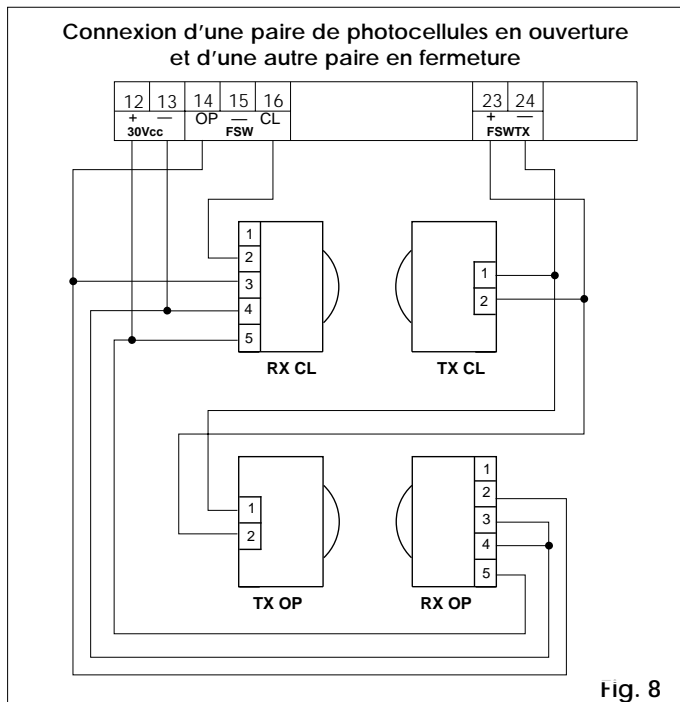 Connexion d'une paire de photocellules en ouverture
et d'une autre paire en fermeture
12 13 14 15 16 23 24
+ — OP — CL + —
30Vcc FSW FSWTX
1
2
3
4
5
RX CL
1
2
TX CL
1
2
TX OP
1
2
3
4
5
RX OP
Fig. 8